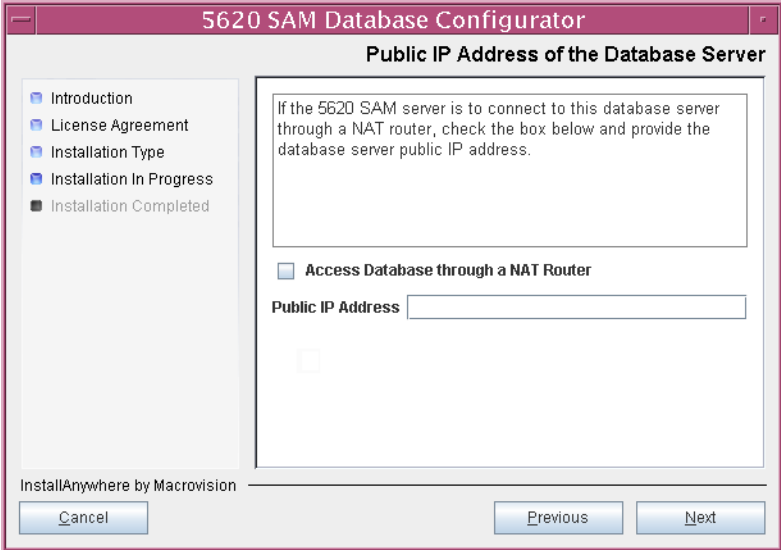 5620 SAM Database Configurator
Public IP Address of the Database Server
Introduction
License Agreement
Installation Type
Installation In Progress
Installation Completed
If the 5620 SAM server is to connect to this database server
through a NAT router, check the box below and provide the
database server public IP address.
Access Database through a NAT Router
Public IP Address
InstallAnywhere by Macrovision
Cancel
Previous
Next